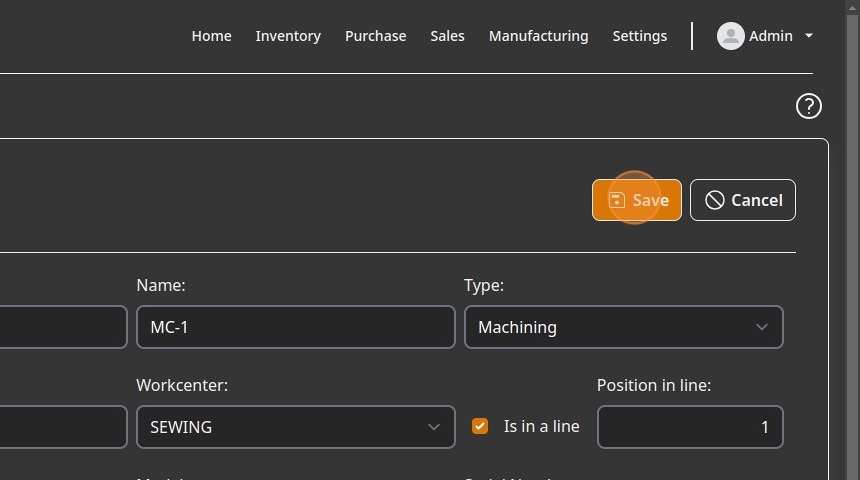 Home Inventory Purchase Sales Manufacturing Settings Admin
?
Save Cancel
Name: Type:
MC-1 Machining
Workcenter: Position in line:
SEWING Is in a line 1